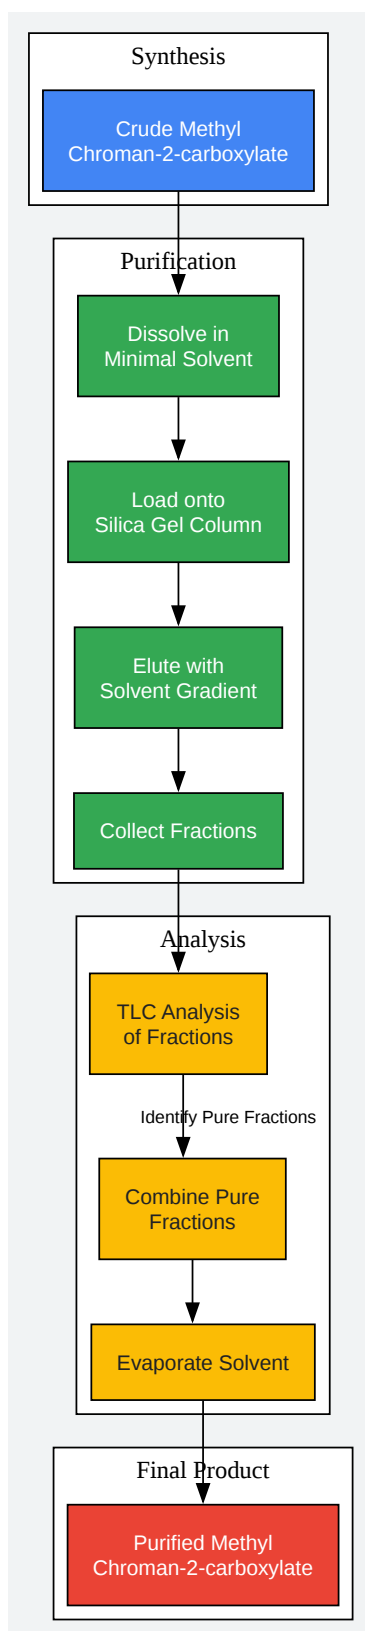 Synthesis
Crude Methyl
Chroman-2-carboxylate
Purification
Dissolve in
Minimal Solvent
Load onto
Silica Gel Column
Elute with
Solvent Gradient
Collect Fractions
Analysis
TLC Analysis
of Fractions
Identify Pure Fractions
Combine Pure
Fractions
Evaporate Solvent
Final Product
Purified Methyl
Chroman-2-carboxylate